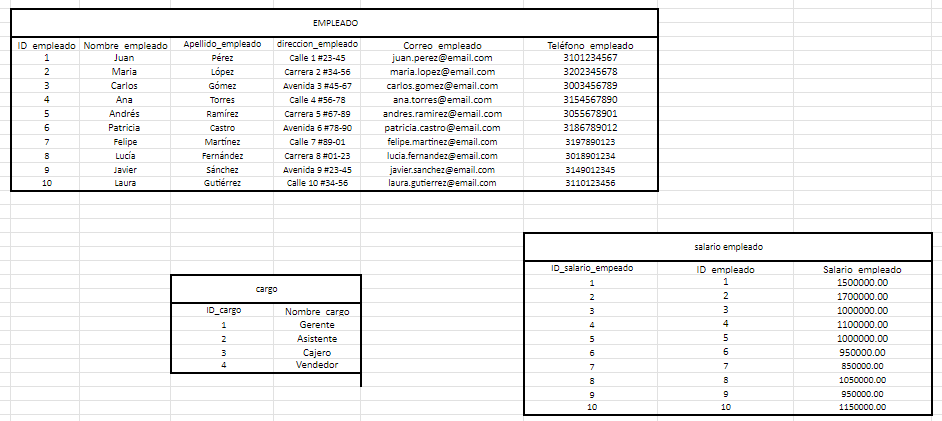 EMPLEADO
ID empleado Nombre empleado Apellido_empleado direccion_empleado Correo empleado Teléfono empleado
1 Juan Pérez Calle 1 #23-45 juan.perez@email.com 3101234567
2 María López Carrera 2 #34-56 maria.lopez@email.com 3202345678
3 Carlos Gómez Avenida 3 #45-67 carlos.gomez@email.com 3003456789
4 Ana Torres Calle 4 #56-78 ana.torres@email.com 3154567890
5 Andrés Ramírez Carrera 5 #67-89 andres.ramirez@email.com 3055678901
6 Patricia Castro Avenida 6 #78-90 patricia.castro@email.com 3186789012
7 Felipe Martínez Calle 7 #89-01 felipe.martinez@email.com 3197890123
8 Lucía Fernández Carrera 8 #01-23 lucia.fernandez@email.com 3018901234
9 Javier Sánchez Avenida 9 #23-45 javier.sanchez@email.com 3149012345
10 Laura Gutiérrez Calle 10 #34-56 laura.gutierrez@email.com 3110123456
cargo
ID_cargo Nombre cargo
1 Gerente
2 Asistente
3 Cajero
4 Vendedor
salario empleado
ID_salario_empeado ID empleado Salario empleado
1 1 1500000.00
2 2 1700000.00
3 3 1000000.00
4 4 1100000.00
5 5 1000000.00
6 6 950000.00
7 7 850000.00
8 8 1050000.00
9 9 950000.00
10 10 1150000.00